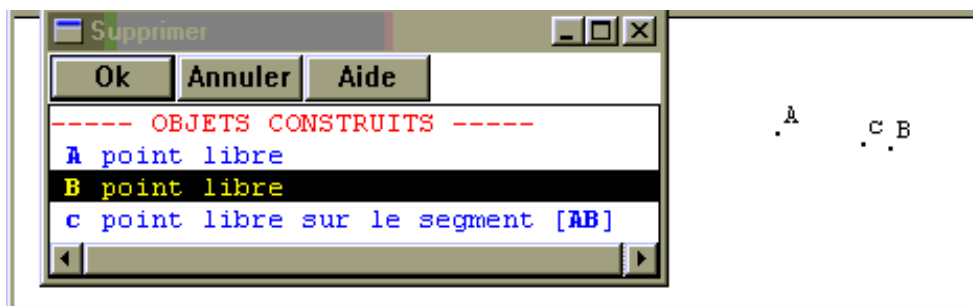 Supprimer
Ok Annuler Aide
----- OBJETS CONSTRUITS -----
A point libre
B point libre
c point libre sur le segment [AB]
A
C B